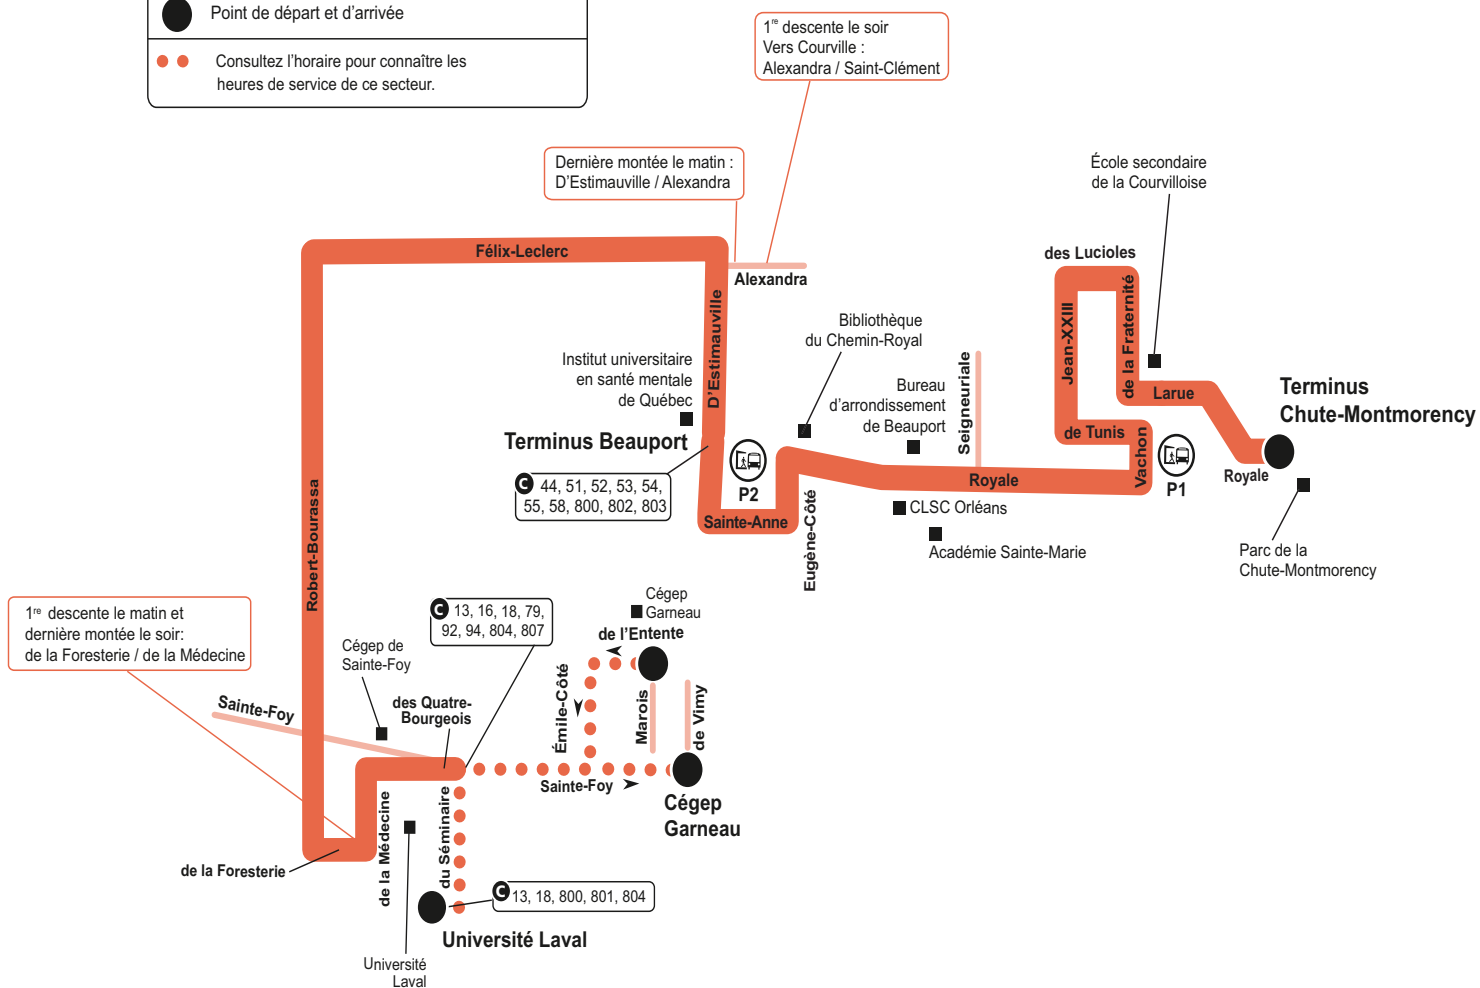 Point de départ et d'arrivée
Consultez l'horaire pour connaître les
heures de service de ce secteur.
1re descente le soir
Vers Courville :
Alexandra / Saint-Clément
Dernière montée le matin :
D'Estimauville / Alexandra
École secondaire
de la Courvilloise
Félix-Leclerc
Alexandra
des Lucioles
D'Estimauville
Bibliothèque
du Chemin-Royal
Jean-XXIII
de la Fraternité
Institut universitaire
en santé mentale
de Québec
Bureau
d'arrondissement
de Beauport
Seigneuriale
Larue
Terminus
Chute-Montmorency
Terminus Beauport
de Tunis
Vachon
C 44, 51, 52, 53, 54,
55, 58, 800, 802, 803
P2
Royale
P1
Royale
Sainte-Anne
Eugène-Côté
CLSC Orléans
Académie Sainte-Marie
Parc de la
Chute-Montmorency
Robert-Bourassa
1re descente le matin et
dernière montée le soir:
de la Foresterie / de la Médecine
C 13, 16, 18, 79,
92, 94, 804, 807
Cégep
Garneau
de l'Entente
Cégep de
Sainte-Foy
Sainte-Foy
des Quatre-
Bourgeois
Émile-Côté
Marois
de Vimy
Sainte-Foy
Cégep
Garneau
de la Médecine
du Séminaire
de la Foresterie
C 13, 18, 800, 801, 804
Université Laval
Université
Laval